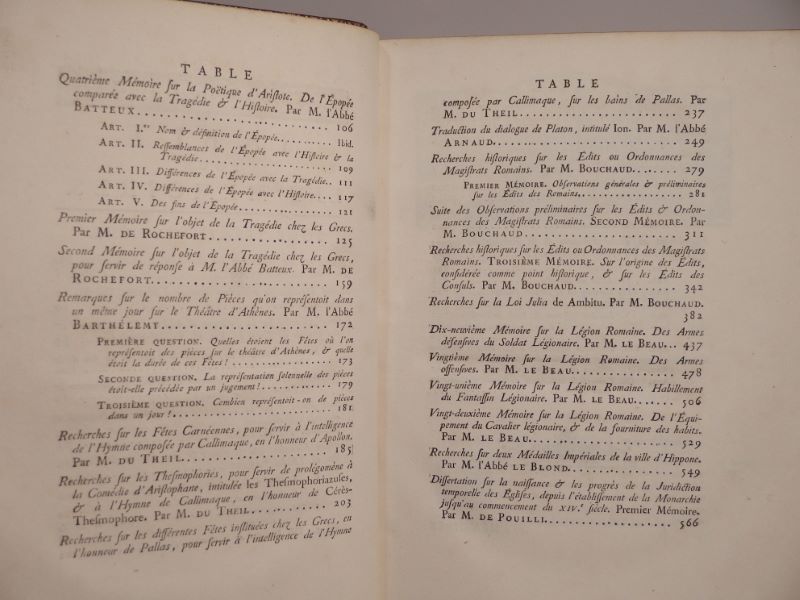 TABLE
Quatrième Mémoire ſur la Poëtique d'Ariſtote. De l'Épopée
comparée avec la Tragédie & l'Hiſtoire. Par M. l'Abbé
BATTEUX.............................. 106
ART. I.er Nom & définition de l'Épopée............ Ibid.
ART. II. Reſſemblances de l'Épopée avec l'Hiſtoire & la
Tragédie.............................. 109
ART. III. Différences de l'Épopée avec la Tragédie.. 111
ART. IV. Différences de l'Épopée avec l'Hiſtoire.... 117
ART. V. Des fins de l'Épopée.................. 121
Premier Mémoire ſur l'objet de la Tragédie chez les Grecs.
Par M. DE ROCHEFORT.................. 125
Second Mémoire ſur l'objet de la Tragédie chez les Grecs,
pour ſervir de réponſe à M. l'Abbé Batteux. Par M. DE
ROCHEFORT.......................... 159
Remarques ſur le nombre de Pièces qu'on repréſentoit dans
un même jour ſur le Théâtre d'Athènes. Par M. l'Abbé
BARTHÉLEMY......................... 172
PREMIÈRE QUESTION. Quelles étoient les Fêtes où l'on
repréſentoit des pièces ſur le théâtre d'Athènes, & quelle
étoit la durée de ces Fêtes!.................. 173
SECONDE QUESTION. La repréſentation ſolennelle des pièces
étoit-elle précédée par un jugement!............ 179
TROISIÈME QUESTION. Combien repréſentoit-on de pièces
dans un jour!........................... 181
Recherches ſur les Fêtes Carnéennes, pour ſervir à l'intelligence
de l'Hymne compoſée par Callimaque, en l'honneur d'Apollon.
Par M. DU THEIL...................... 185
Recherches ſur les Theſmophories, pour ſervir de prolégomène à
la Comédie d'Ariſtophane, intitulée les Theſmophoriazules,
& à l'Hymne de Callimaque, en l'honneur de Cérès-
Theſmophore. Par M. DU THEIL........... 203
Recherches ſur les différentes Fêtes inſtituées chez les Grecs, en
l'honneur de Pallas, pour ſervir à l'intelligence de l'Hymne
TABLE
compoſée par Callimaque, ſur les bains de Pallas. Par
M. DU THEIL......................... 237
Traduction du dialogue de Platon, intitulé Ion. Par M. l'Abbé
ARNAUD............................. 249
Recherches hiſtoriques ſur les Édits ou Ordonnances des
Magiſtrats Romains. Par M. BOUCHAUD........ 279
PREMIER MÉMOIRE. Obſervations générales & préliminaires
ſur les Édits des Romains.................. 281
Suite des Obſervations préliminaires ſur les Édits & Ordon-
nances des Magiſtrats Romains. SECOND MÉMOIRE. Par
M. BOUCHAUD........................ 311
Recherches hiſtoriques ſur les Édits ou Ordonnances des Magiſtrats
Romains. TROISIÈME MÉMOIRE. Sur l'origine des Édits,
conſidérée comme point hiſtorique, & ſur les Édits des
Conſuls. Par M. BOUCHAUD............... 342
Recherches ſur la Loi Julia de Ambitu. Par M. BOUCHAUD.
382
Dix-neuvième Mémoire ſur la Légion Romaine. Des Armes
défenſives du Soldat Légionaire. Par M. LE BEAU... 437
Vingtième Mémoire ſur la Légion Romaine. Des Armes
offenſives. Par M. LE BEAU................ 478
Vingt-unième Mémoire ſur la Légion Romaine. Habillement
du Fantaſſin Légionaire. Par M. LE BEAU...... 506
Vingt-deuxième Mémoire ſur la Légion Romaine. De l'Équi-
pement du Cavalier légionaire, & de la fourniture des habits.
Par M. LE BEAU....................... 529
Recherches ſur deux Médailles Impériales de la ville d'Hippone.
Par M. l'Abbé LE BLOND................. 549
Diſſertation ſur la naiſſance & les progrès de la Juridiction
temporelle des Égliſes, depuis l'établiſſement de la Monarchie
juſqu'au commencement du XIV.e ſiècle. Premier Mémoire.
Par M. DE POUILLI..................... 566